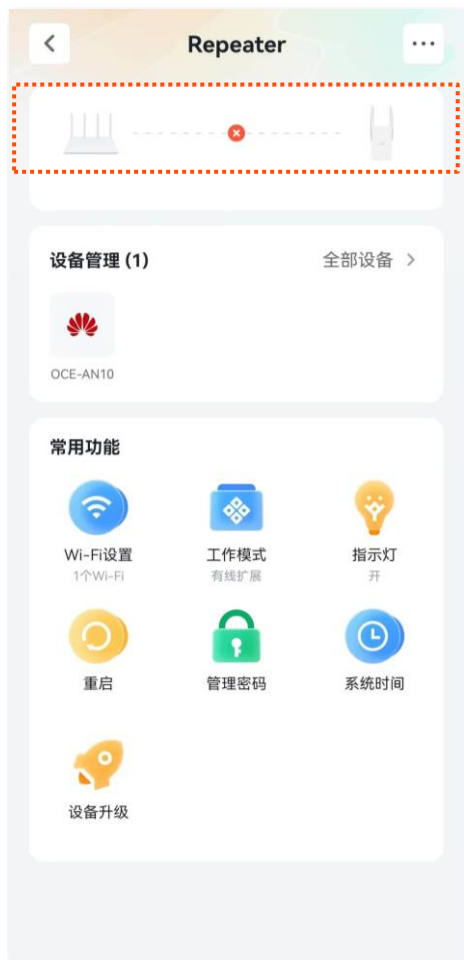 Repeater
设备管理 (1)
全部设备
OCE-AN10
常用功能
Wi-Fi设置
工作模式
指示灯
1个Wi-Fi
有线扩展
开
重启
管理密码
系统时间
设备升级